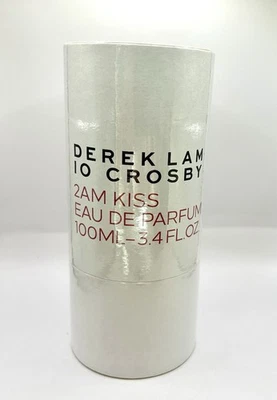 DEREK LAM
10 CROSBY
2AM KISS
EAU DE PARFUM
100ML-3.4 FL.OZ.